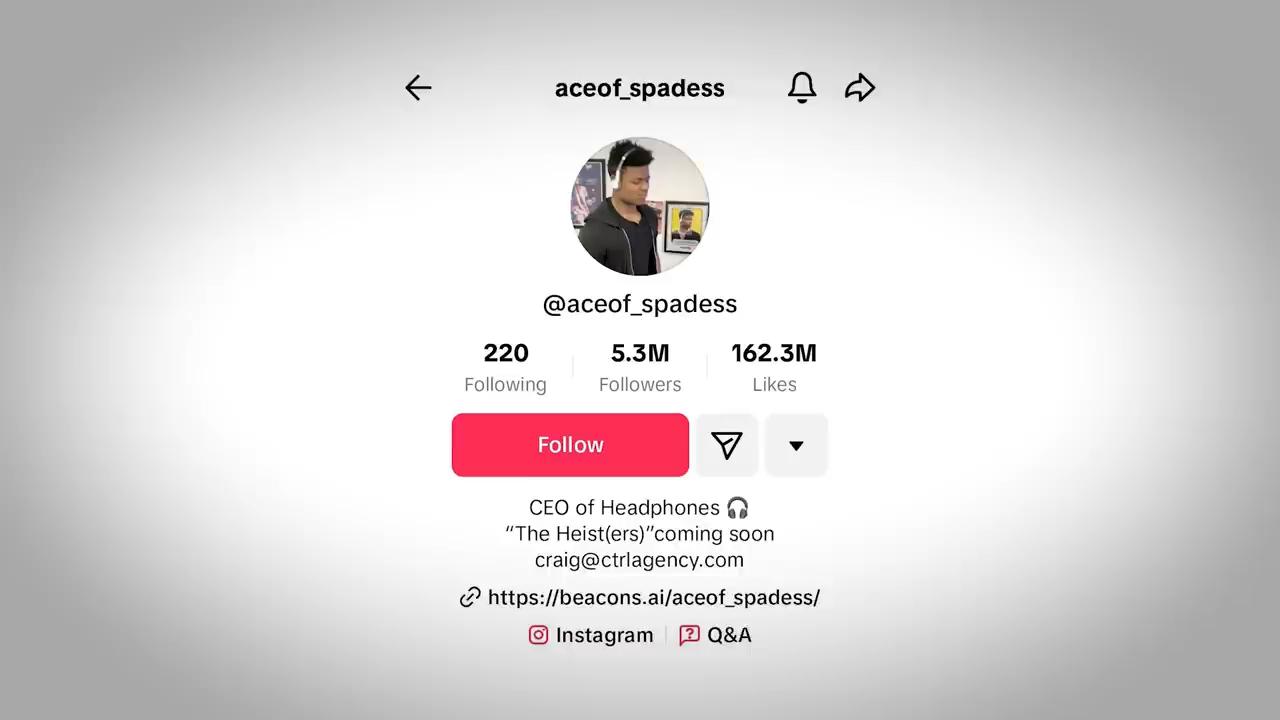 aceof_spadess
@aceof_spadess
220 5.3M 162.3M
Following Followers Likes
Follow
CEO of Headphones 🎧
“The Heist(ers)”coming soon
craig@ctrlagency.com
https://beacons.ai/aceof_spadess/
Instagram Q&A